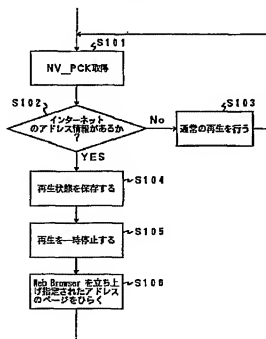 S101
NV_PCK取得
S102
インターネット
のアドレス情報があるか
?
No
S103
通常の再生を行う
YES
S104
再生状態を保存する
S105
再生を一時停止する
S106
Web Browser を立ち上
げ指定されたアドレス
のページをひらく